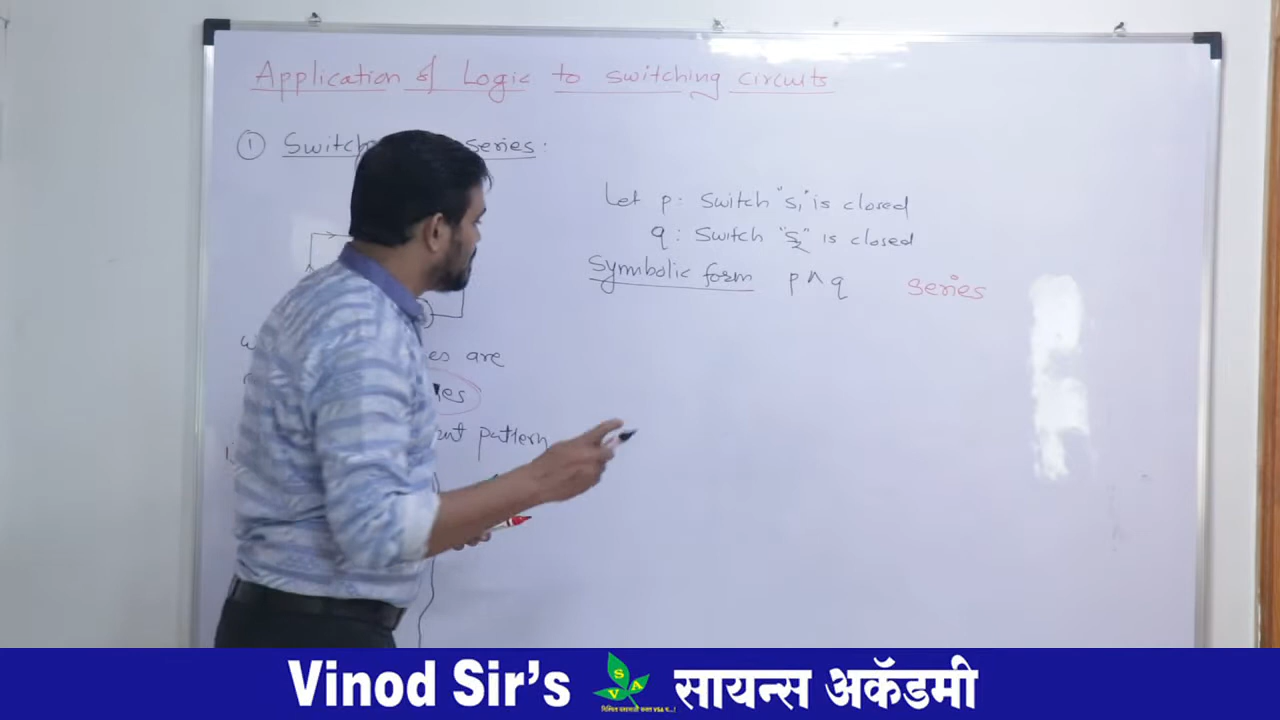 Application of Logic to switching circuits
① Switch series:
Let p: Switch "S₁" is closed
q: Switch "S₂" is closed
Symbolic form p ∧ q series
es are
es
pattern
Vinod Sir's SVA सायन्स अकॅडमी